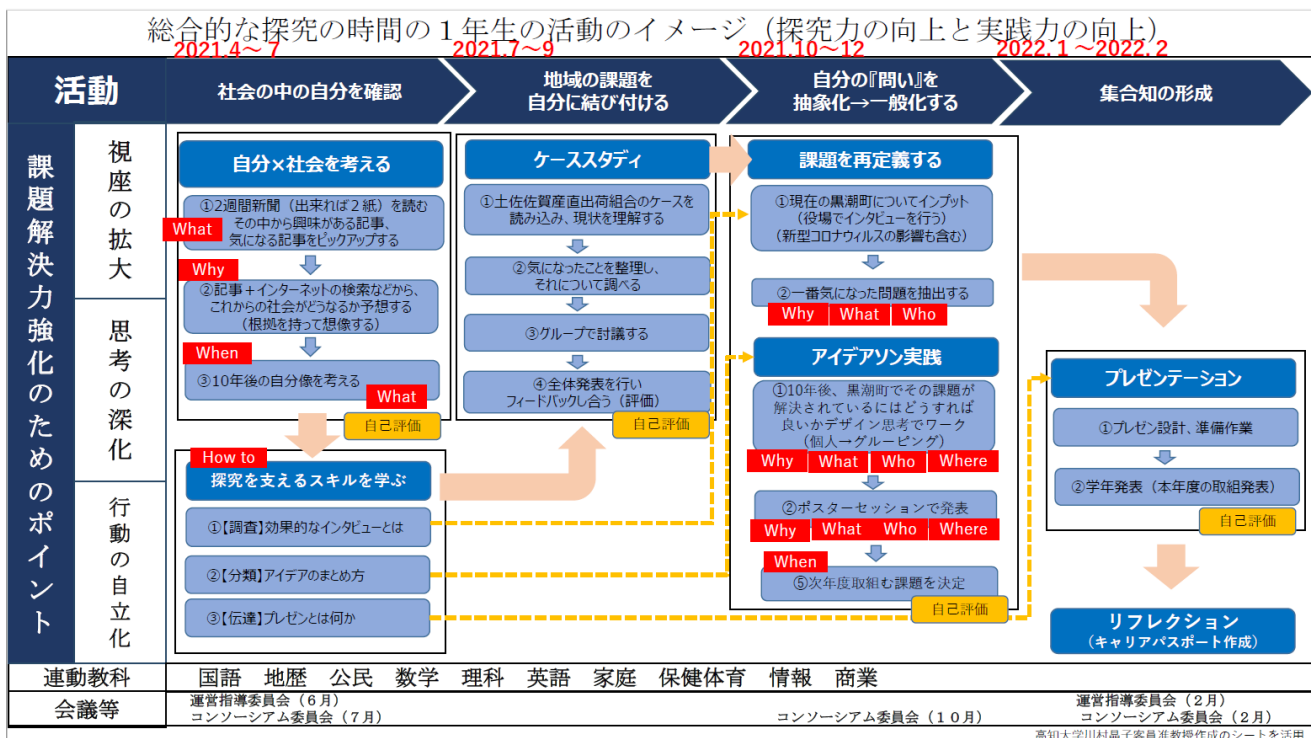 総合的な探究の時間の１年生の活動のイメージ（探究力の向上と実践力の向上）
2021.4～7
2021.7～9
2021.10～12
2022.1～2022.2
活動
社会の中の自分を確認
地域の課題を
自分に結び付ける
自分の『問い』を
抽象化→一般化する
集合知の形成
課題解決力強化のためのポイント
視座の拡大
思考の深化
行動の自立化
自分×社会を考える
①2週間新聞（出来れば２紙）を読む
その中から興味がある記事、
気になる記事をピックアップする
What
Why
②記事＋インターネットの検索などから、
これからの社会がどうなるか予想する
（根拠を持って想像する）
When
③10年後の自分像を考える
What
自己評価
How to
探究を支えるスキルを学ぶ
①【調査】効果的なインタビューとは
②【分類】アイデアのまとめ方
③【伝達】プレゼンとは何か
ケーススタディ
①土佐佐賀産直出荷組合のケースを
読み込み、現状を理解する
②気になったことを整理し、
それについて調べる
③グループで討議する
④全体発表を行い
フィードバックし合う（評価）
自己評価
課題を再定義する
①現在の黒潮町についてインプット
（役場でインタビューを行う）
（新型コロナウィルスの影響も含む）
②一番気になった問題を抽出する
Why What Who
アイデアソン実践
①10年後、黒潮町でその課題が
解決されているにはどうすれば
良いかデザイン思考でワーク
（個人→グルーピング）
Why What Who Where
②ポスターセッションで発表
Why What Who Where
When
⑤次年度取組む課題を決定
自己評価
プレゼンテーション
①プレゼン設計、準備作業
②学年発表（本年度の取組発表）
自己評価
リフレクション
（キャリアパスポート作成）
連動教科
国語 地歴 公民 数学 理科 英語 家庭 保健体育 情報 商業
会議等
運営指導委員会（６月）
コンソーシアム委員会（７月）
コンソーシアム委員会（１０月）
運営指導委員会（２月）
コンソーシアム委員会（２月）
高知大学川村晶子客員准教授作成のシートを活用